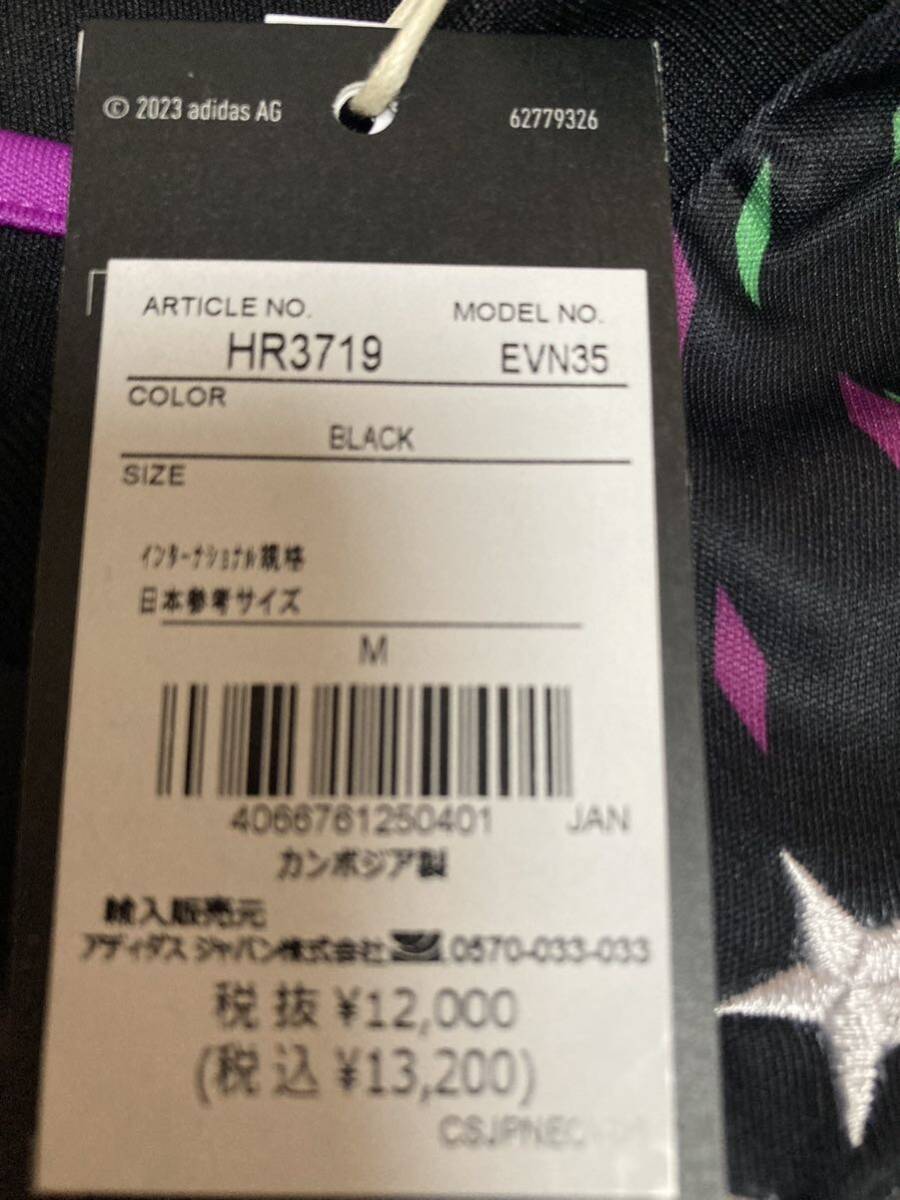 © 2023 adidas AG 62779326
ARTICLE NO. MODEL NO.
HR3719 EVN35
COLOR
BLACK
SIZE
インターナショナル規格
日本参考サイズ
M
4066761250401 JAN
カンボジア製
輸入販売元
アディダス ジャパン株式会社 0570-033-033
税抜 ¥12,000
(税込 ¥13,200)